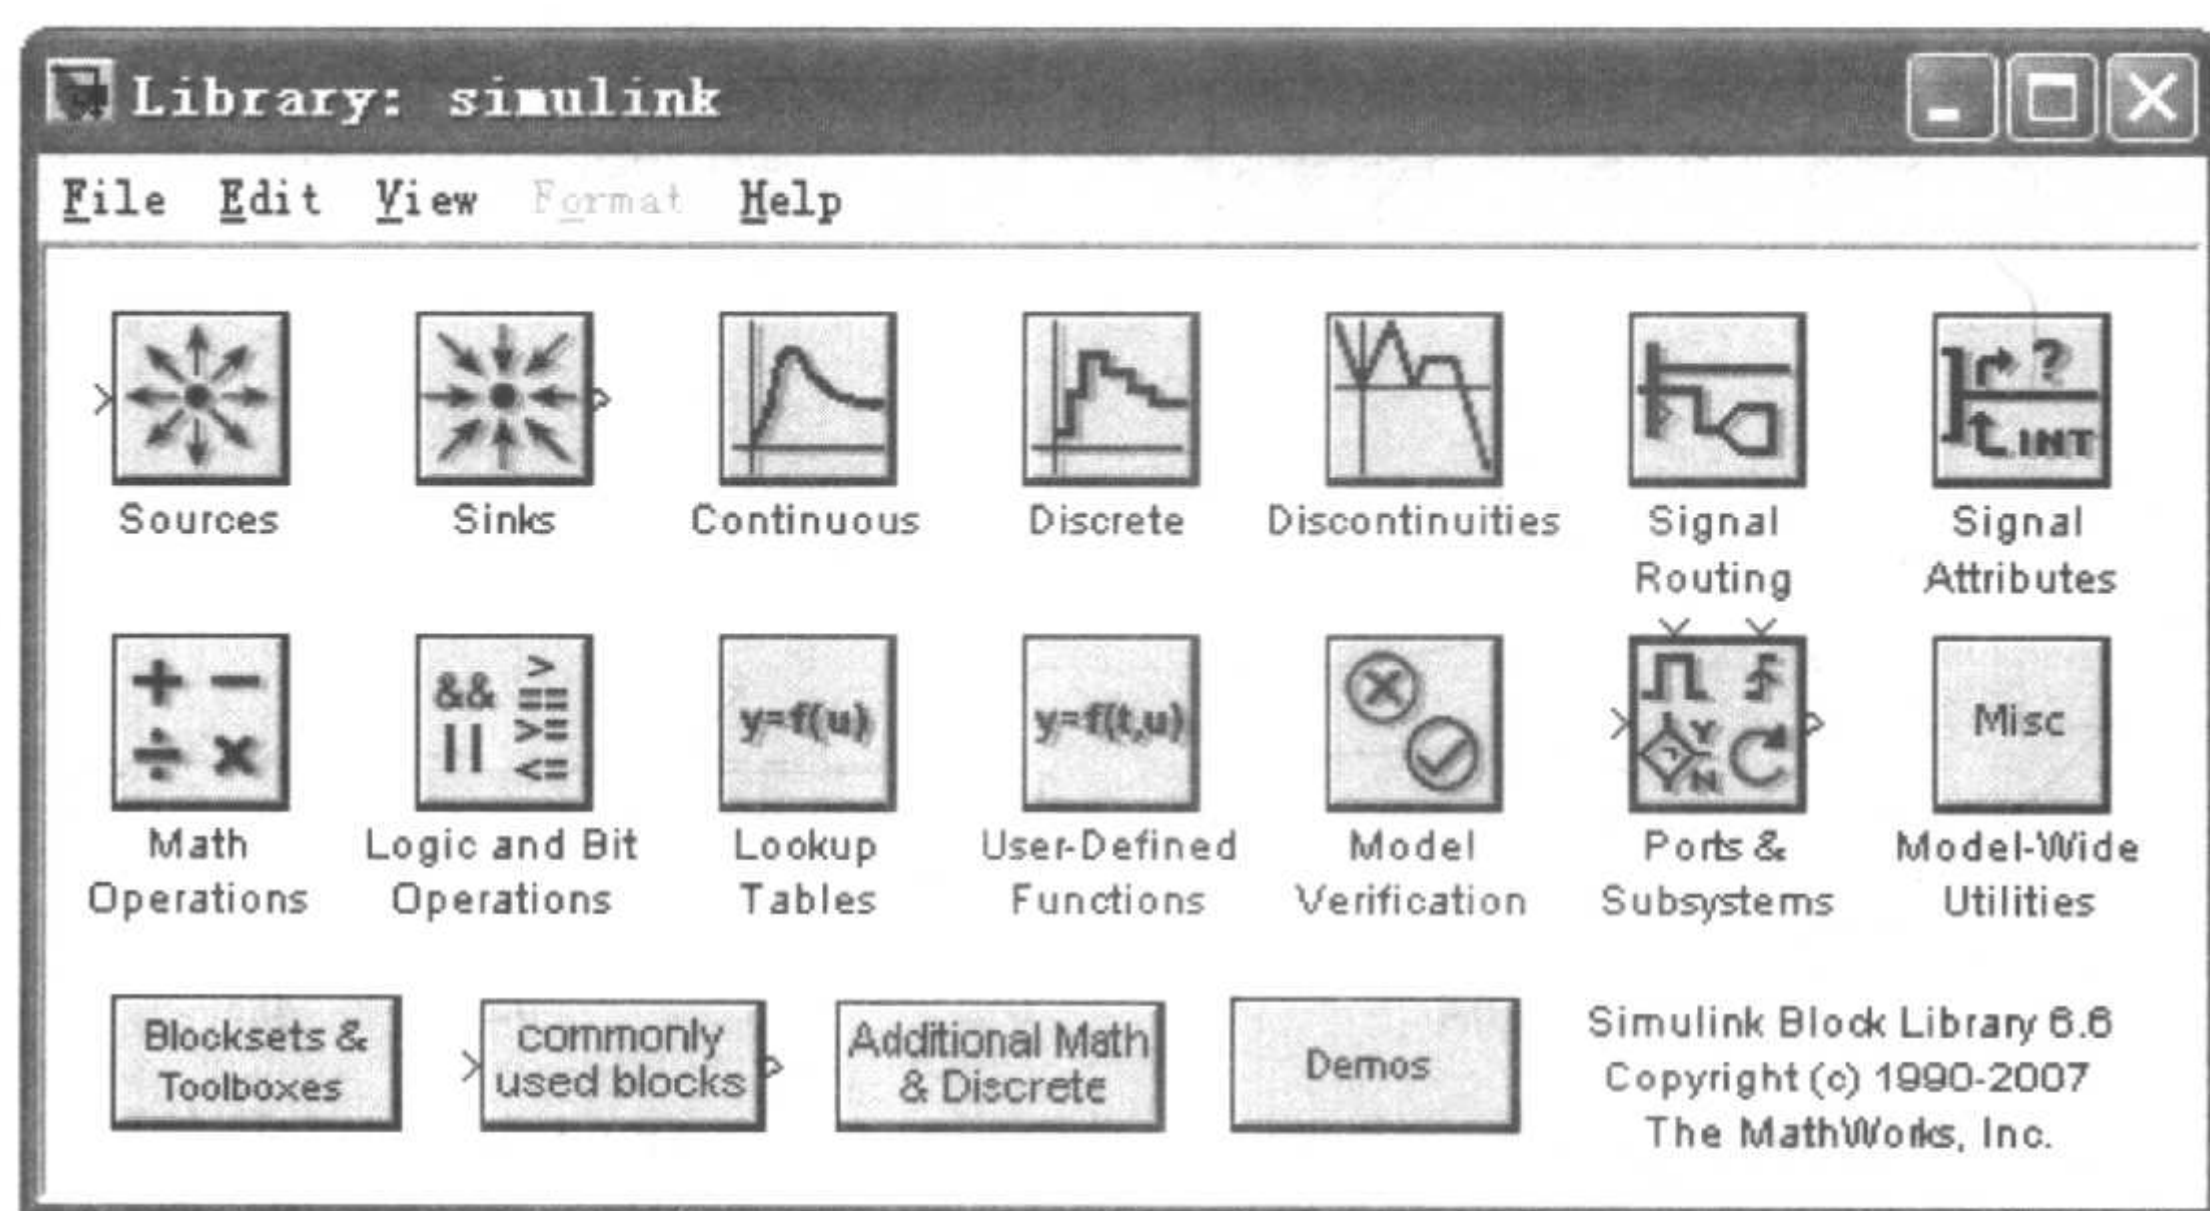 Library: simulink
File Edit View Format Help
Sources
Sinks
Continuous
Discrete
Discontinuities
Signal
Routing
? INT
Signal
Attributes
+ −
÷ ×
Math
Operations
&& >
==
|| >=
<=
Logic and Bit
Operations
y=f(u)
Lookup
Tables
y=f(t,u)
User-Defined
Functions
Model
Verification
Y
N
Ports &
Subsystems
Misc
Model-Wide
Utilities
Blocksets &
Toolboxes
commonly
used blocks
Additional Math
& Discrete
Demos
Simulink Block Library 6.6
Copyright (c) 1990-2007
The MathWorks, Inc.